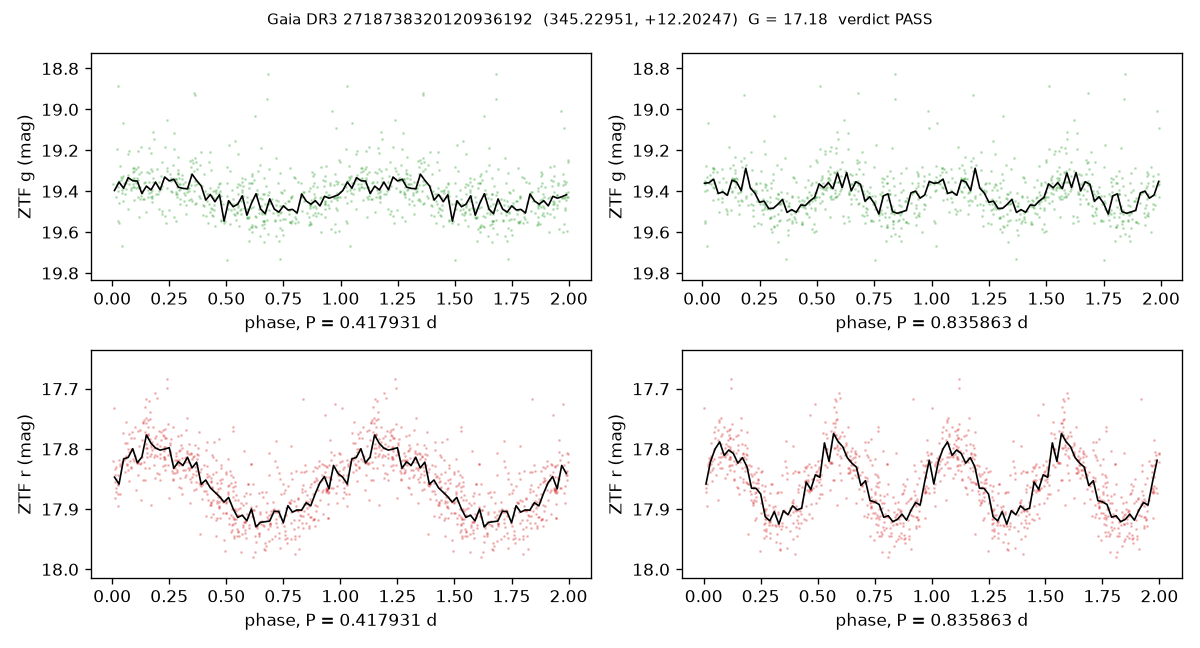 Gaia DR3 2718738320120936192 (345.22951, +12.20247) G = 17.18 verdict PASS
ZTF g (mag)
18.8
19.0
19.2
19.4
19.6
19.8
0.00 0.25 0.50 0.75 1.00 1.25 1.50 1.75 2.00
phase, P = 0.417931 d
ZTF g (mag)
18.8
19.0
19.2
19.4
19.6
19.8
0.00 0.25 0.50 0.75 1.00 1.25 1.50 1.75 2.00
phase, P = 0.835863 d
ZTF r (mag)
17.7
17.8
17.9
18.0
0.00 0.25 0.50 0.75 1.00 1.25 1.50 1.75 2.00
phase, P = 0.417931 d
ZTF r (mag)
17.7
17.8
17.9
18.0
0.00 0.25 0.50 0.75 1.00 1.25 1.50 1.75 2.00
phase, P = 0.835863 d